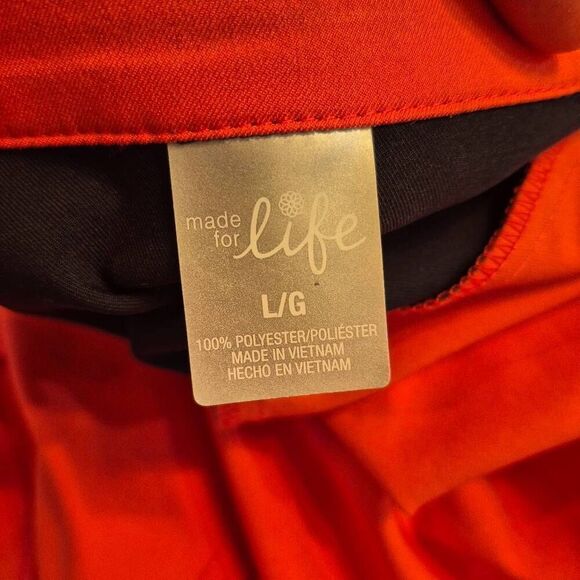 made
for life
L/G
100% POLYESTER/POLIÉSTER
MADE IN VIETNAM
HECHO EN VIETNAM